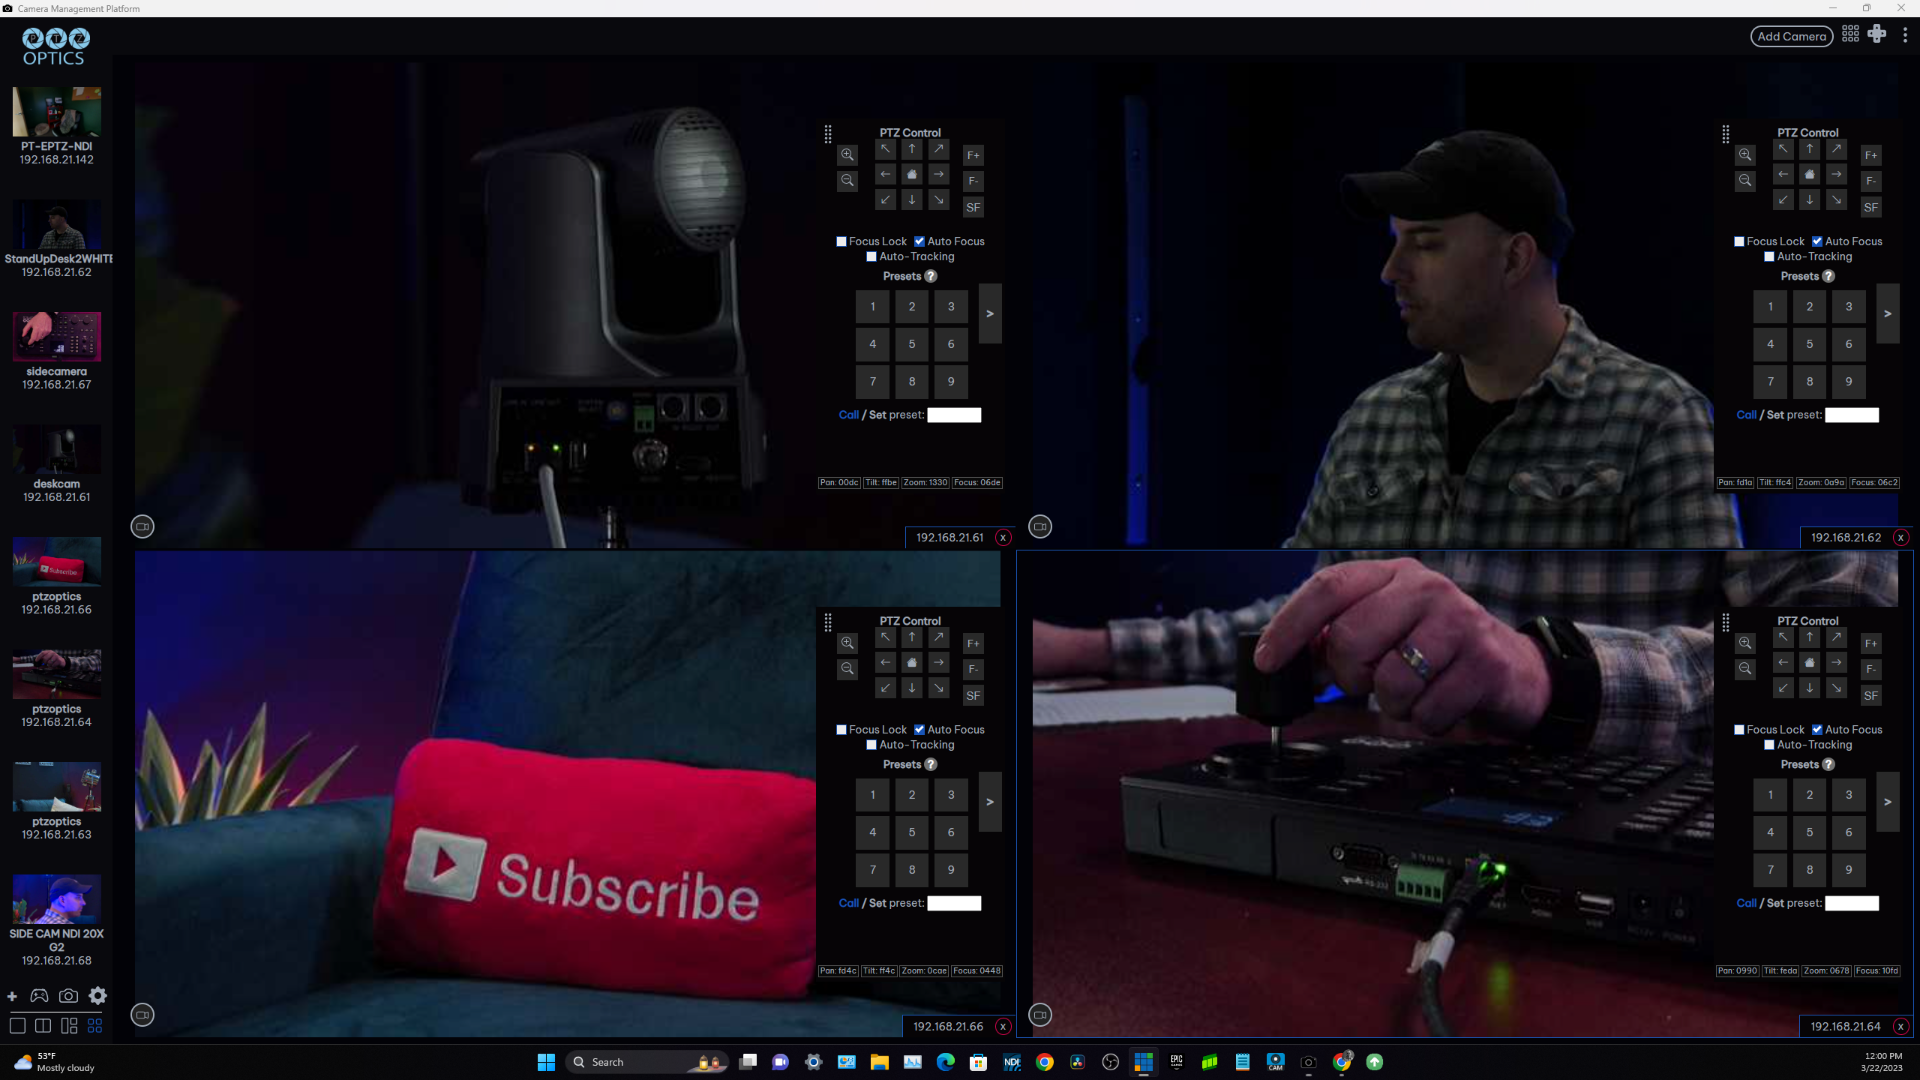 Camera Management Platform
PTZ
OPTICS
Add Camera
PT-EPTZ-NDI
192.168.21.142
StandUpDesk2WHITE
192.168.21.62
sidecamera
192.168.21.67
deskcam
192.168.21.61
ptzoptics
192.168.21.66
ptzoptics
192.168.21.64
ptzoptics
192.168.21.63
SIDE CAM NDI 20X
G2
192.168.21.68
PTZ Control
F+
F-
SF
Focus Lock Auto Focus
Auto-Tracking
Presets ?
1 2 3 >
4 5 6
7 8 9
Call / Set preset:
Pan: 00dc Tilt: ffbe Zoom: 1330 Focus: 06de
192.168.21.61 x
PTZ Control
F+
F-
SF
Focus Lock Auto Focus
Auto-Tracking
Presets ?
1 2 3 >
4 5 6
7 8 9
Call / Set preset:
Pan: fd1a Tilt: ffc4 Zoom: 0a9a Focus: 06c2
192.168.21.62 x
Subscribe
PTZ Control
F+
F-
SF
Focus Lock Auto Focus
Auto-Tracking
Presets ?
1 2 3 >
4 5 6
7 8 9
Call / Set preset:
Pan: fd4c Tilt: ff4c Zoom: 0cae Focus: 0448
192.168.21.66 x
PTZ Control
F+
F-
SF
Focus Lock Auto Focus
Auto-Tracking
Presets ?
1 2 3 >
4 5 6
7 8 9
Call / Set preset:
Pan: 0990 Tilt: feda Zoom: 0678 Focus: 10fd
192.168.21.64 x
53°F
Mostly cloudy
Search
NDI
EPIC
CAM
12:00 PM
3/22/2023